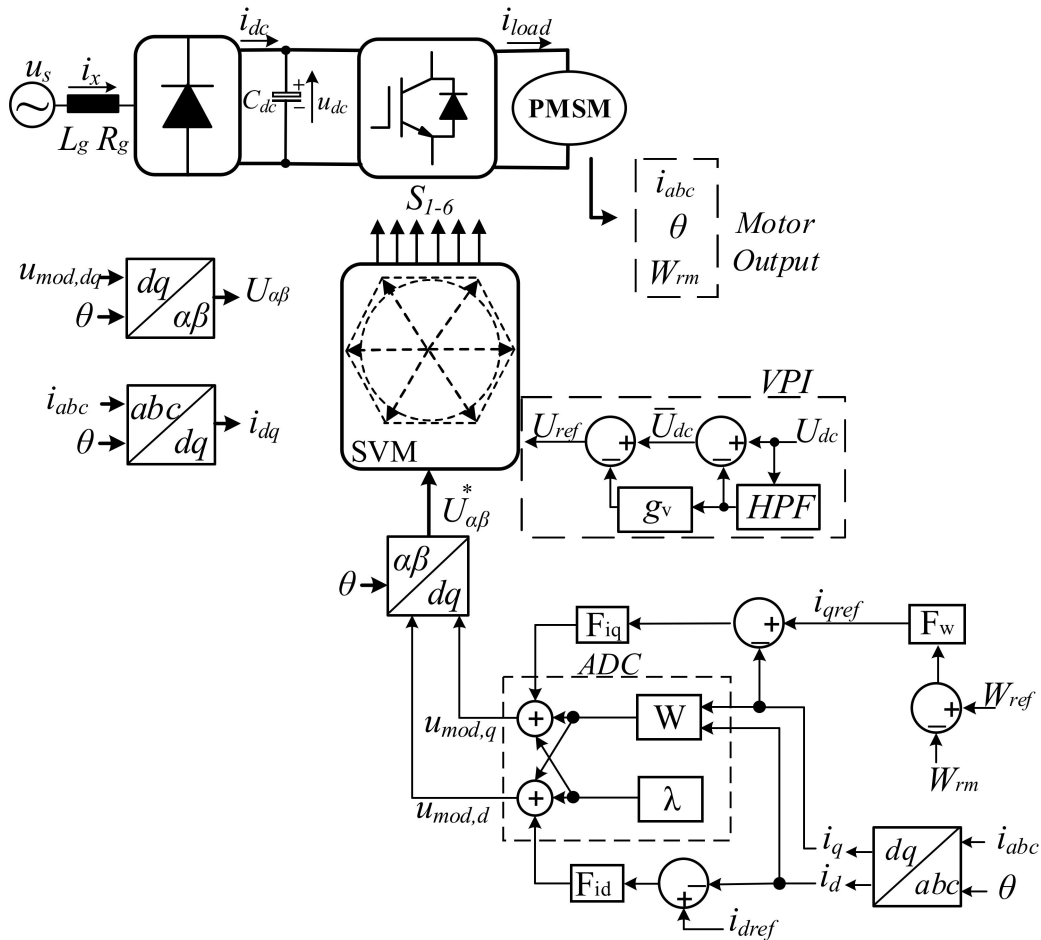 u_s
i_x
L_g R_g
i_dc
C_dc
+
−
u_dc
i_load
PMSM
i_abc
θ
W_rm
Motor
Output
S_1-6
u_mod,dq
θ
dq
αβ
U_αβ
i_abc
θ
abc
dq
i_dq
SVM
VPI
U_ref
+
−
U̅_dc
+
−
U_dc
g_v
HPF
U*_αβ
θ
αβ
dq
F_iq
+
−
i_qref
F_w
ADC
W
+
−
W_ref
W_rm
u_mod,q
+
λ
u_mod,d
+
F_id
−
+
i_dref
i_q
i_d
dq
abc
i_abc
θ